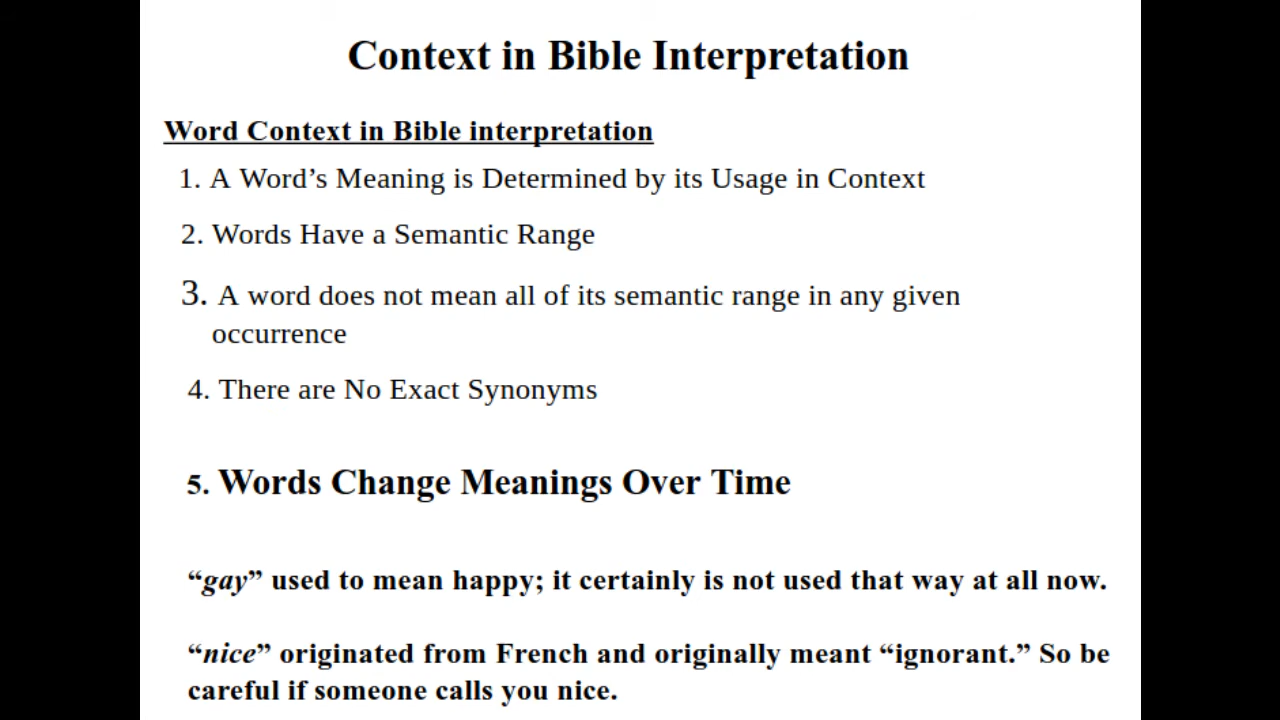 Context in Bible Interpretation
Word Context in Bible interpretation
1. A Word’s Meaning is Determined by its Usage in Context
2. Words Have a Semantic Range
3. A word does not mean all of its semantic range in any given
occurrence
4. There are No Exact Synonyms
5. Words Change Meanings Over Time
“gay” used to mean happy; it certainly is not used that way at all now.
“nice” originated from French and originally meant “ignorant.” So be
careful if someone calls you nice.